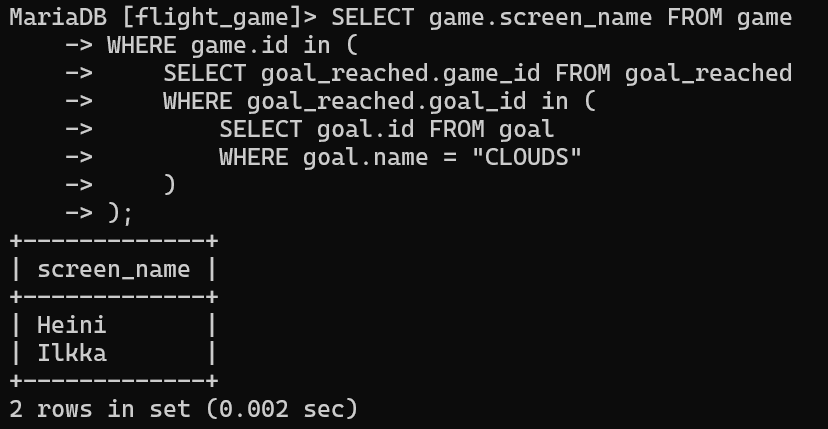 MariaDB [flight_game]> SELECT game.screen_name FROM game
    -> WHERE game.id in (
    ->     SELECT goal_reached.game_id FROM goal_reached
    ->     WHERE goal_reached.goal_id in (
    ->         SELECT goal.id FROM goal
    ->         WHERE goal.name = "CLOUDS"
    ->     )
    -> );
+-------------+
| screen_name |
+-------------+
| Heini       |
| Ilkka       |
+-------------+
2 rows in set (0.002 sec)